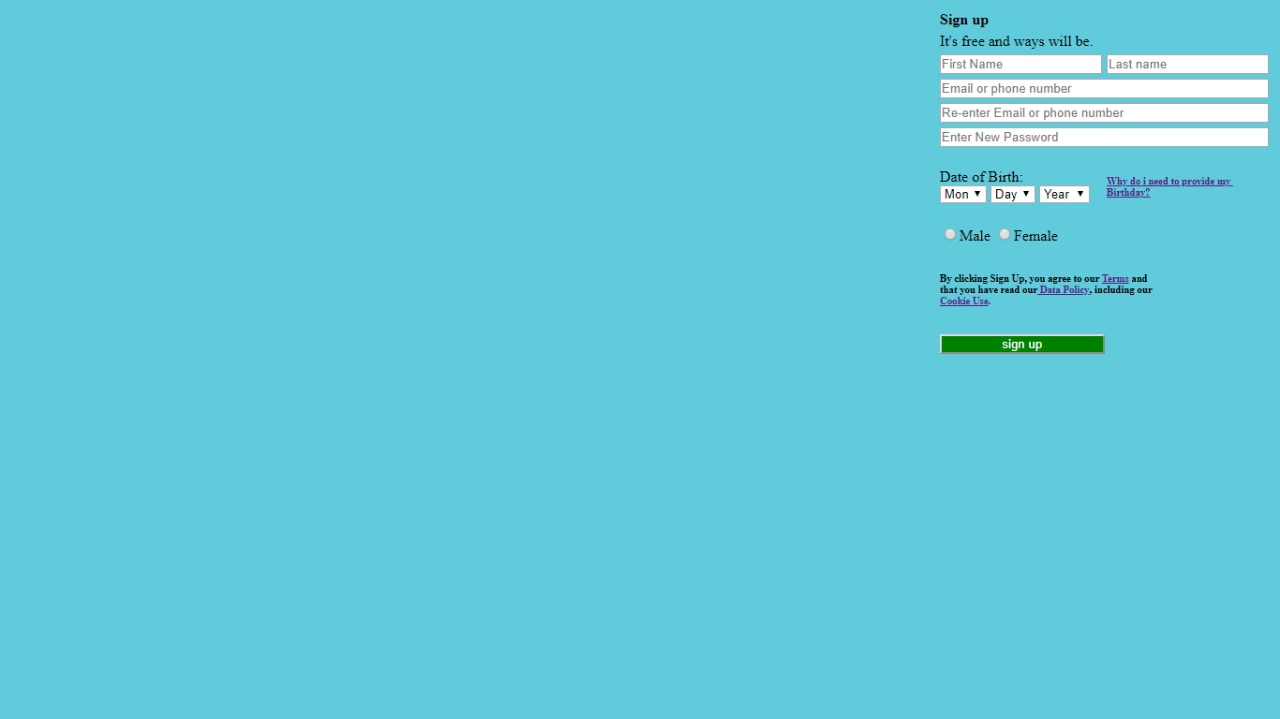 Sign up
It's free and ways will be.
First Name Last name
Email or phone number
Re-enter Email or phone number
Enter New Password
Date of Birth:
Mon Day Year
Why do i need to provide my
Birthday?
Male Female
By clicking Sign Up, you agree to our Terms and
that you have read our Data Policy, including our
Cookie Use.
sign up